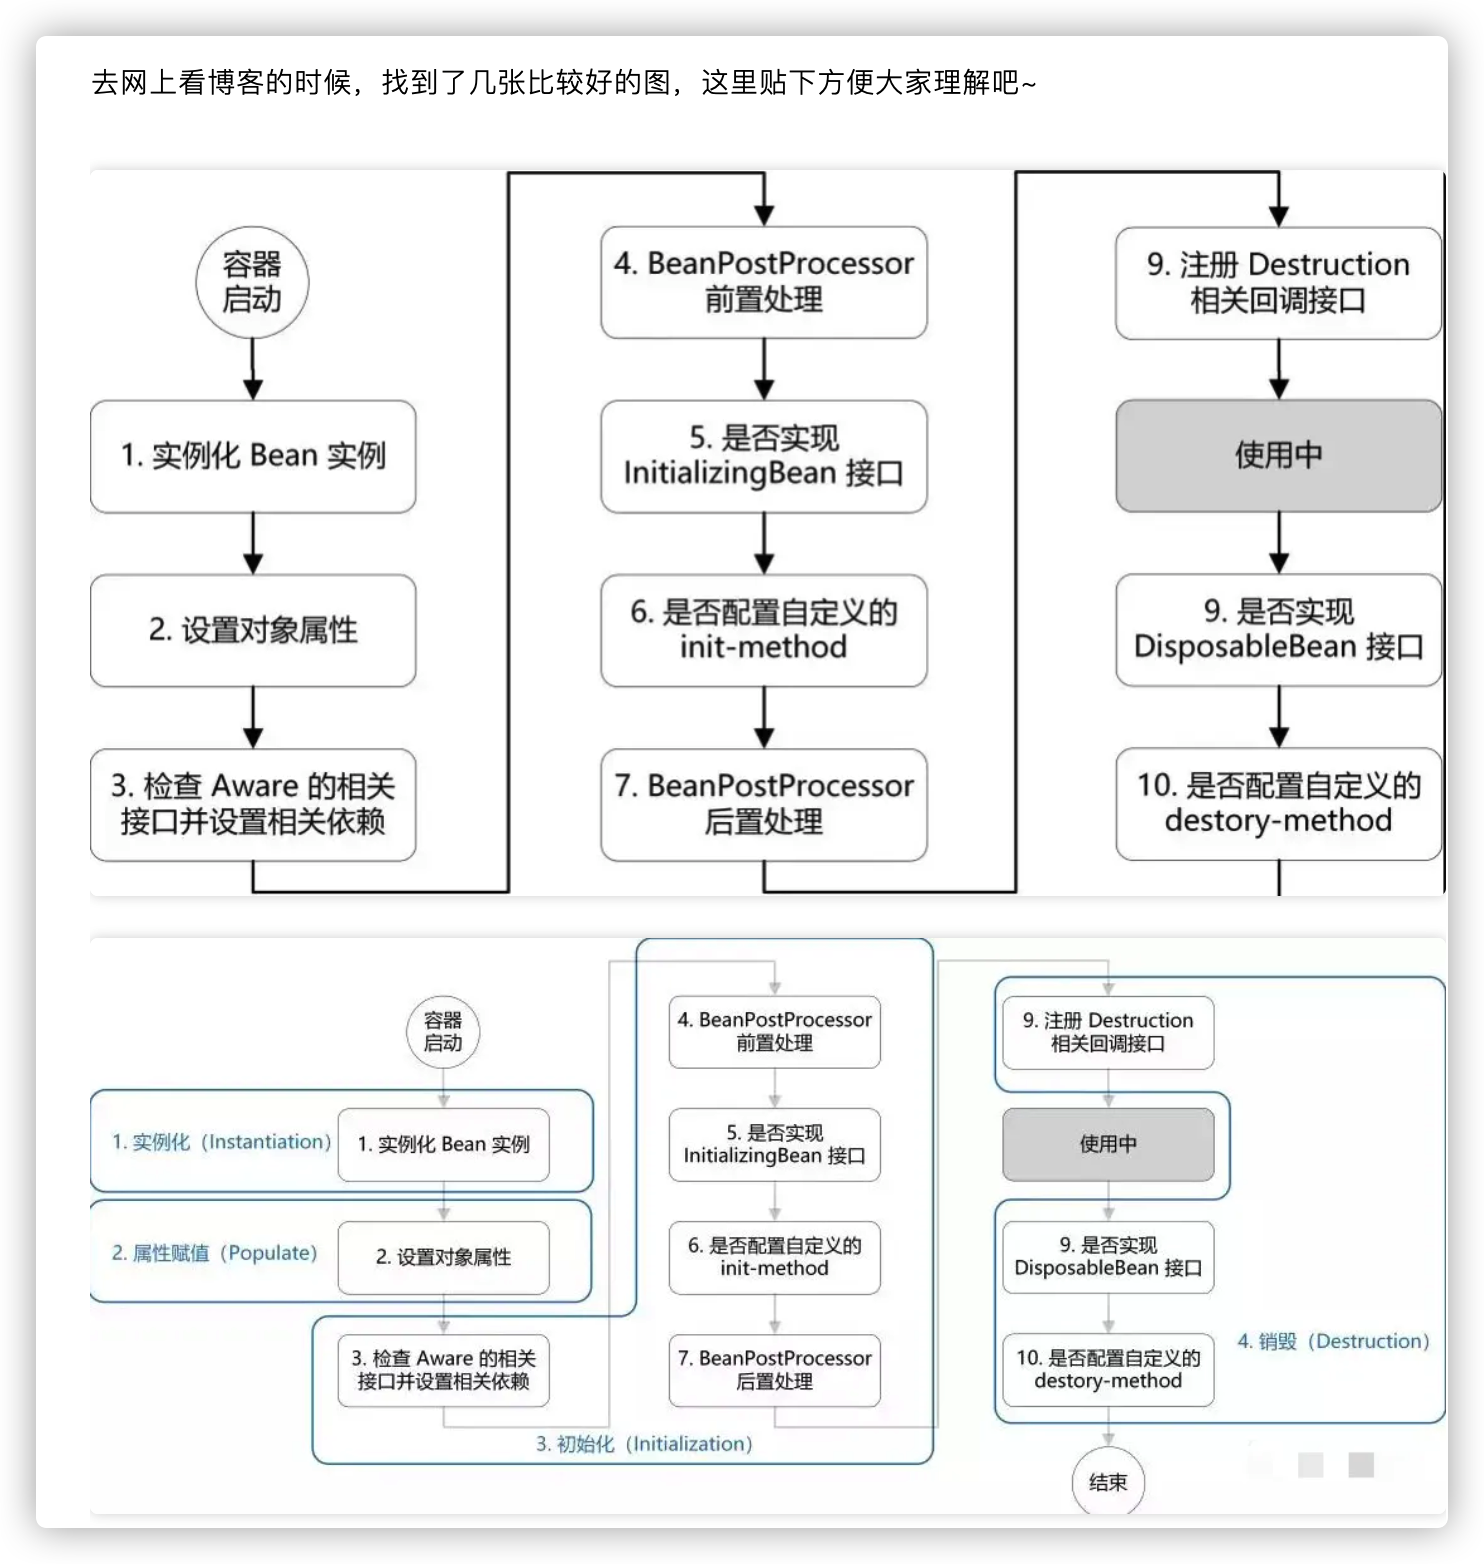 去网上看博客的时候，找到了几张比较好的图，这里贴下方便大家理解吧~
容器
启动
1. 实例化 Bean 实例
2. 设置对象属性
3. 检查 Aware 的相关
接口并设置相关依赖
4. BeanPostProcessor
前置处理
5. 是否实现
InitializingBean 接口
6. 是否配置自定义的
init-method
7. BeanPostProcessor
后置处理
9. 注册 Destruction
相关回调接口
使用中
9. 是否实现
DisposableBean 接口
10. 是否配置自定义的
destory-method
容器
启动
1. 实例化（Instantiation）
1. 实例化 Bean 实例
2. 属性赋值（Populate）
2. 设置对象属性
3. 检查 Aware 的相关
接口并设置相关依赖
4. BeanPostProcessor
前置处理
5. 是否实现
InitializingBean 接口
6. 是否配置自定义的
init-method
7. BeanPostProcessor
后置处理
3. 初始化（Initialization）
9. 注册 Destruction
相关回调接口
使用中
9. 是否实现
DisposableBean 接口
10. 是否配置自定义的
destory-method
4. 销毁（Destruction）
结束